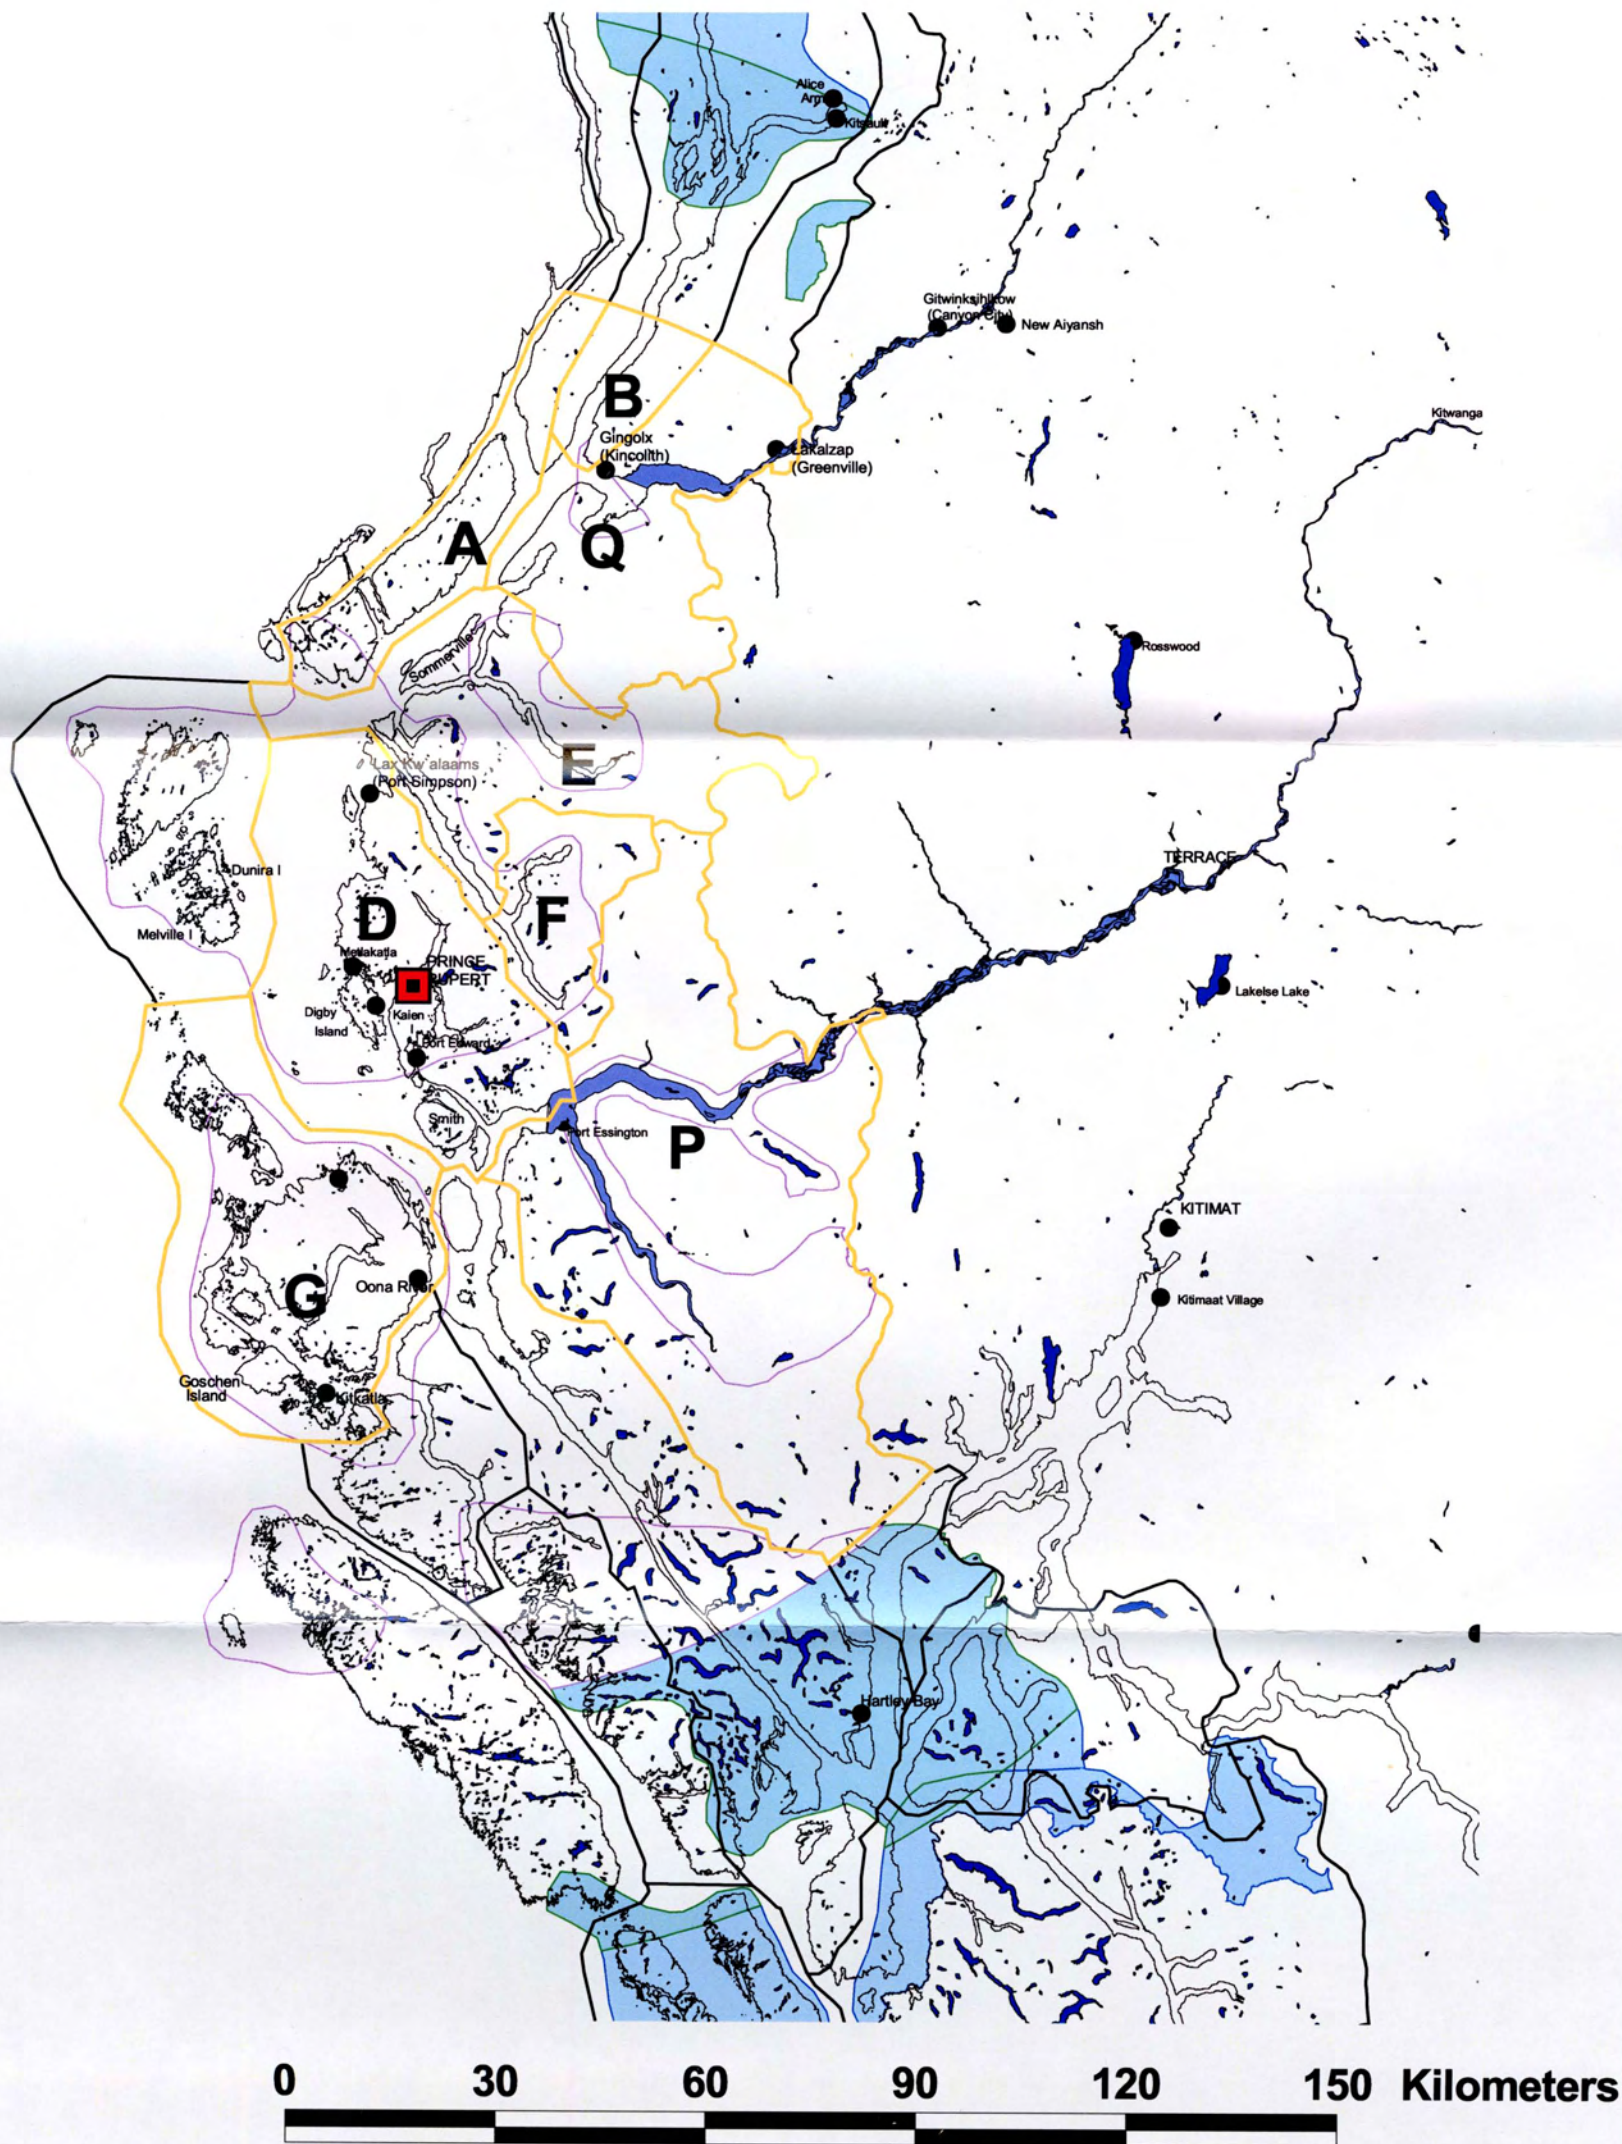 Alice
Arm
Kitsault
Gitwinksihlkow
(Canyon City)
New Aiyansh
B
Kitwanga
Gingolx
(Kincolith)
Lakalzap
(Greenville)
A
Q
Sommerville
I
Rosswood
Lax Kw'alaams
(Port Simpson)
E
Dunira I
TERRACE
D
F
Melville I
Metlakatla
PRINCE
RUPERT
Lakelse Lake
Digby
Island
Kaien
I
Port Edward
Smith
I
Port Essington
P
KITIMAT
Oona River
G
Kitimaat Village
Goschen
Island
Kitkatla
Hartley Bay
0 30 60 90 120 150 Kilometers